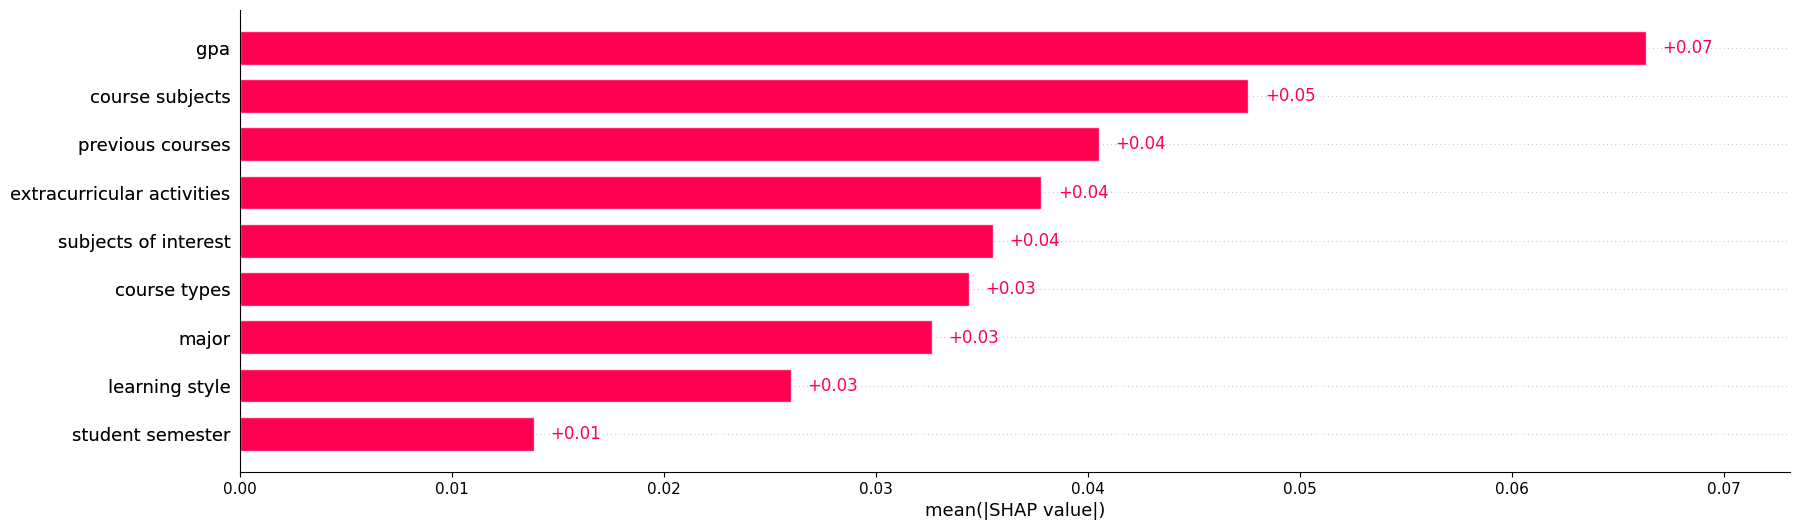 gpa +0.07
course subjects +0.05
previous courses +0.04
extracurricular activities +0.04
subjects of interest +0.04
course types +0.03
major +0.03
learning style +0.03
student semester +0.01
0.00 0.01 0.02 0.03 0.04 0.05 0.06 0.07
mean(|SHAP value|)